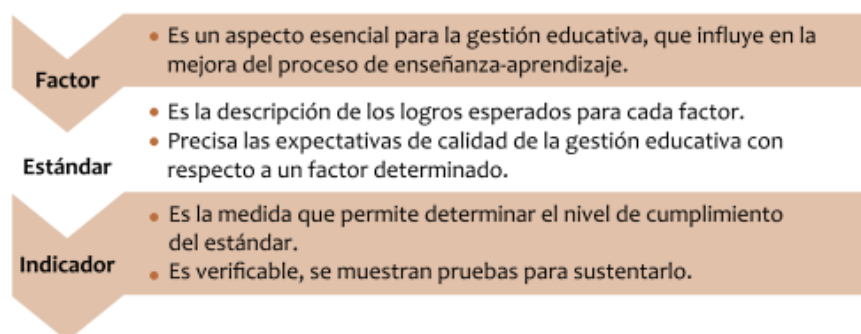 Factor
• Es un aspecto esencial para la gestión educativa, que influye en la
mejora del proceso de enseñanza-aprendizaje.
Estándar
• Es la descripción de los logros esperados para cada factor.
• Precisa las expectativas de calidad de la gestión educativa con
respecto a un factor determinado.
Indicador
• Es la medida que permite determinar el nivel de cumplimiento
del estándar.
• Es verificable, se muestran pruebas para sustentarlo.